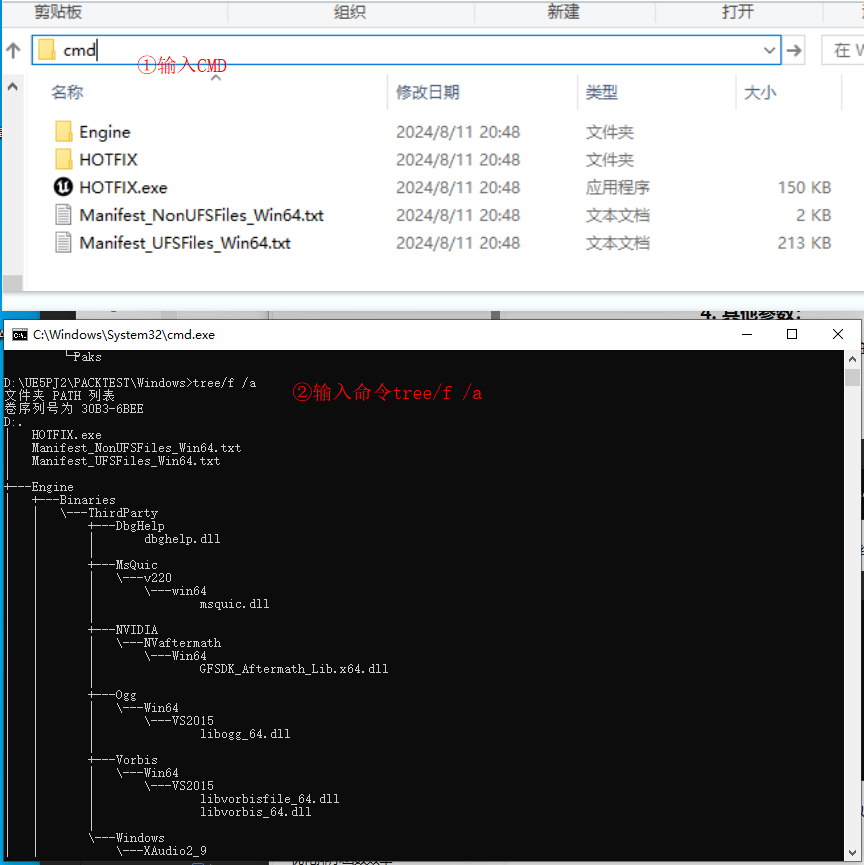 剪贴板 组织 新建 打开
cmd 在 W
①输入CMD
名称 修改日期 类型 大小
Engine 2024/8/11 20:48 文件夹
HOTFIX 2024/8/11 20:48 文件夹
HOTFIX.exe 2024/8/11 20:48 应用程序 150 KB
Manifest_NonUFSFiles_Win64.txt 2024/8/11 20:48 文本文档 2 KB
Manifest_UFSFiles_Win64.txt 2024/8/11 20:48 文本文档 213 KB
4. 其他参数：
C:\Windows\System32\cmd.exe
└─Paks
D:\UE5PJ2\PACKTEST\Windows>tree/f /a
②输入命令tree/f /a
文件夹 PATH 列表
卷序列号为 30B3-6BEE
D:.
|   HOTFIX.exe
|   Manifest_NonUFSFiles_Win64.txt
|   Manifest_UFSFiles_Win64.txt
|
+---Engine
|   +---Binaries
|   |   \---ThirdParty
|   |       +---DbgHelp
|   |       |       dbghelp.dll
|   |       |
|   |       +---MsQuic
|   |       |   \---v220
|   |       |       \---win64
|   |       |               msquic.dll
|   |       |
|   |       +---NVIDIA
|   |       |   \---NVaftermath
|   |       |       \---Win64
|   |       |               GFSDK_Aftermath_Lib.x64.dll
|   |       |
|   |       +---Ogg
|   |       |   \---Win64
|   |       |       \---VS2015
|   |       |               libogg_64.dll
|   |       |
|   |       +---Vorbis
|   |       |   \---Win64
|   |       |       \---VS2015
|   |       |               libvorbisfile_64.dll
|   |       |               libvorbis_64.dll
|   |       |
|   |       \---Windows
|   |           \---XAudio2_9